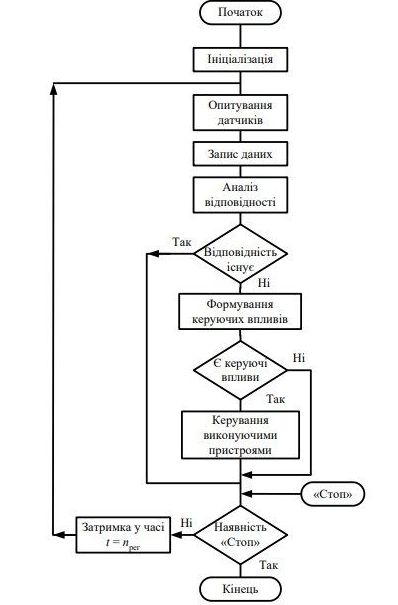 Початок
Ініціалізація
Опитування
датчиків
Запис даних
Аналіз
відповідності
Так
Відповідність
існує
Ні
Формування
керуючих впливів
Є керуючі
впливи
Ні
Так
Керування
виконуючими
пристроями
«Стоп»
Затримка у часі
t = nрег
Ні
Наявність
«Стоп»
Так
Кінець